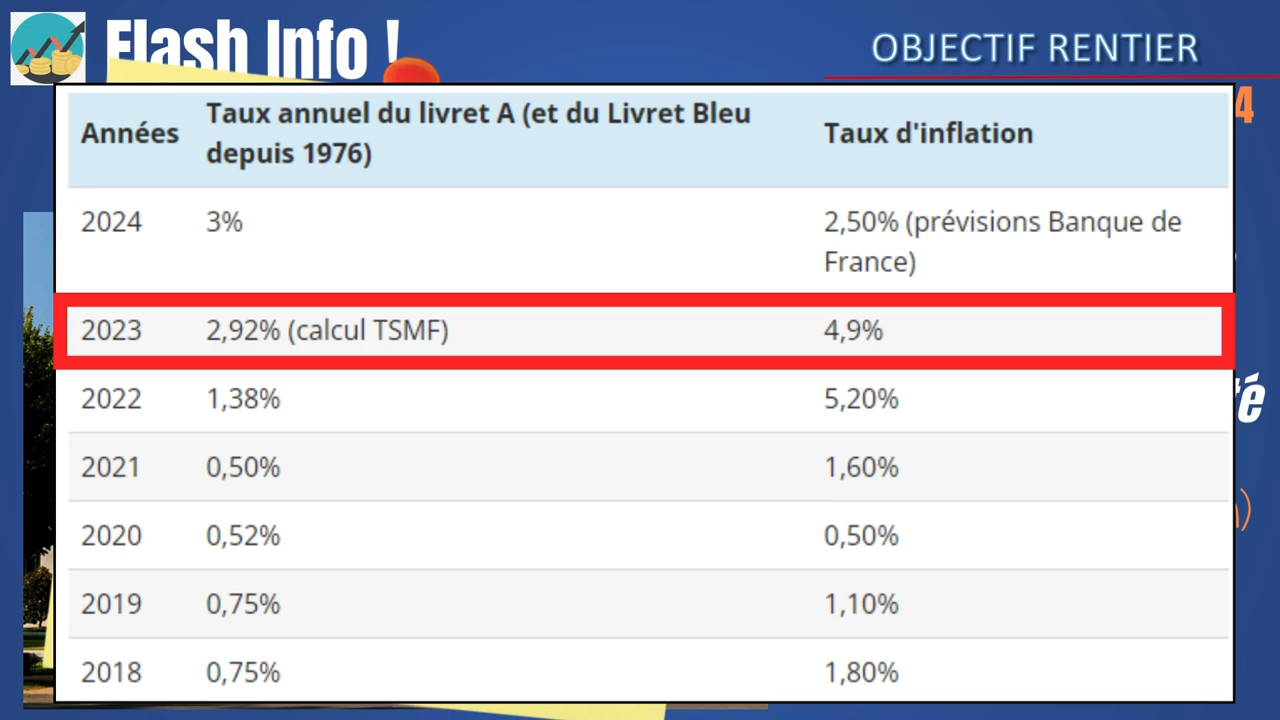 Flash Info !
OBJECTIF RENTIER
4
Années
Taux annuel du livret A (et du Livret Bleu
depuis 1976)
Taux d'inflation
2024
3%
2,50% (prévisions Banque de
France)
2023
2,92% (calcul TSMF)
4,9%
2022
1,38%
5,20%
té
2021
0,50%
1,60%
2020
0,52%
0,50%
2019
0,75%
1,10%
2018
0,75%
1,80%